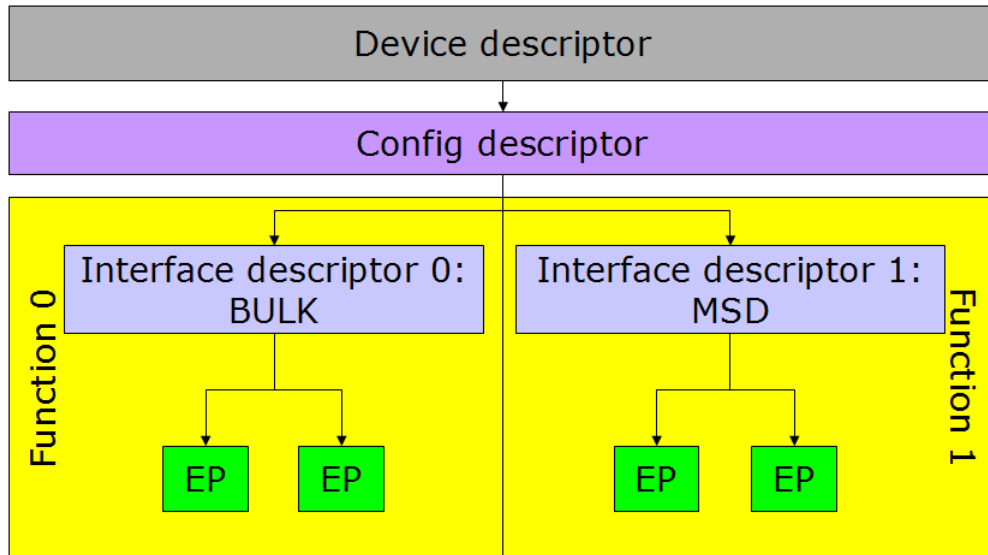 Device descriptor
Config descriptor
Function 0
Interface descriptor 0:
BULK
EP
EP
Interface descriptor 1:
MSD
EP
EP
Function 1